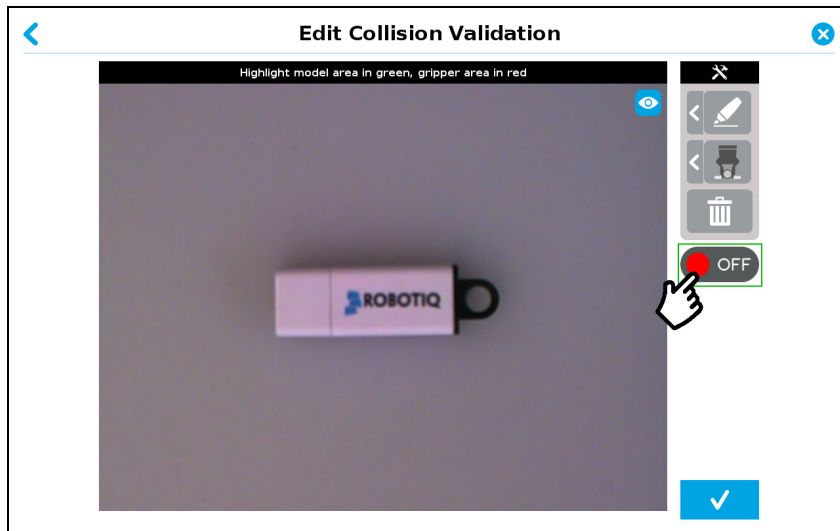 Edit Collision Validation
Highlight model area in green, gripper area in red
OFF
ROBOTIQ